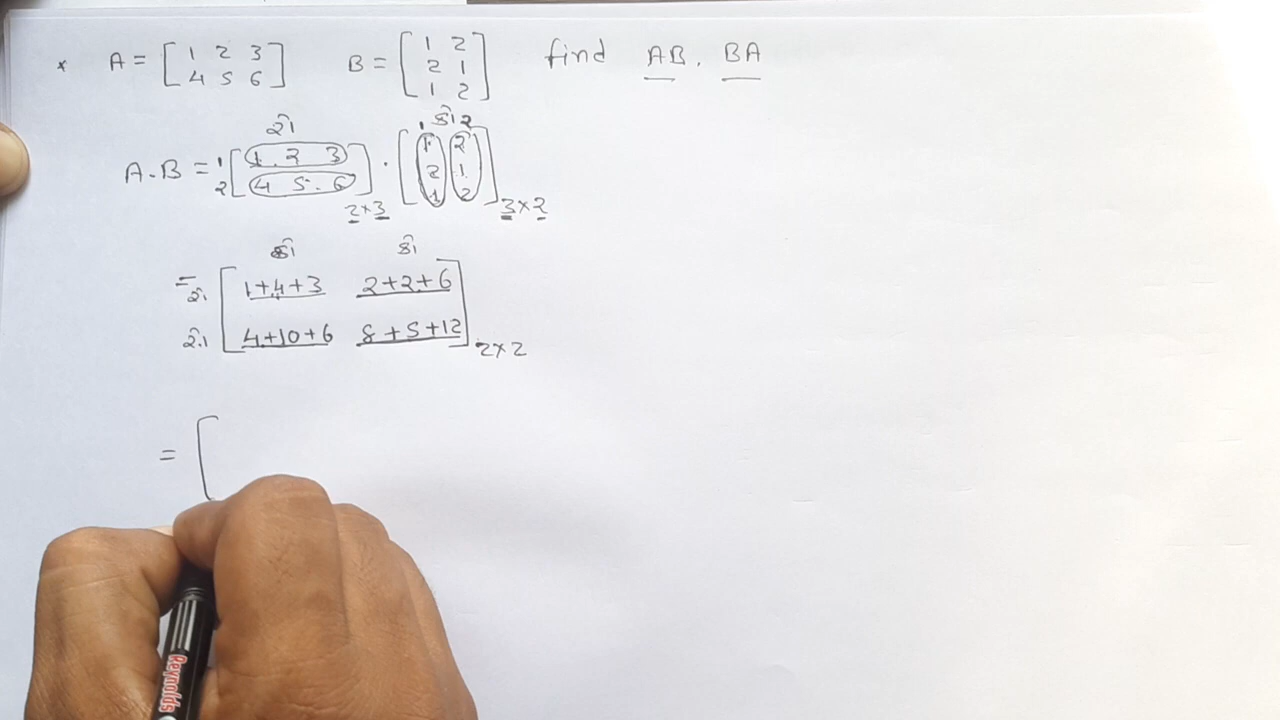 * A = [ 1 2 3 B = [ 1 2 find AB, BA
4 5 6 ] 2 1
1 2 ]
A·B = 1 [ 1 2 3 ] · [ 1 2
2 4 5 6 2×3 2 1
1 2 ] 3×2
= [ 1+4+3 2+2+6
4+10+6 8+5+12 ] 2×2
= [
Reynolds